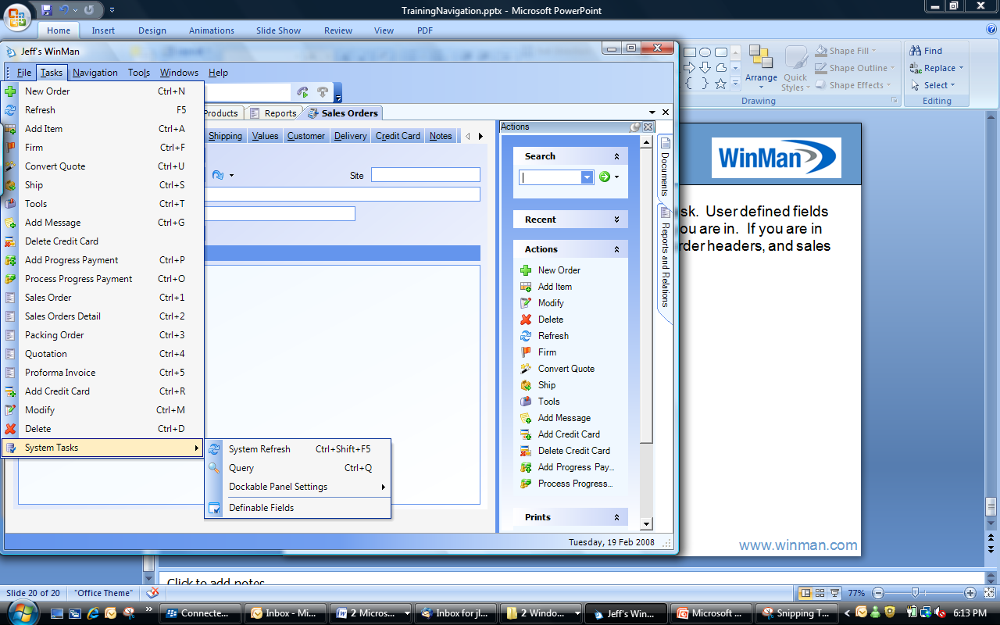 TrainingNavigation.pptx - Microsoft PowerPoint
Home Insert Design Animations Slide Show Review View PDF
Shape Fill
Shape Outline
Shape Effects
Arrange
Quick Styles
Drawing
Find
Replace
Select
Editing
Jeff's WinMan
File Tasks Navigation Tools Windows Help
New Order Ctrl+N
Refresh F5
Add Item Ctrl+A
Firm Ctrl+F
Convert Quote Ctrl+U
Ship Ctrl+S
Tools Ctrl+T
Add Message Ctrl+G
Delete Credit Card
Add Progress Payment Ctrl+P
Process Progress Payment Ctrl+O
Sales Order Ctrl+1
Sales Orders Detail Ctrl+2
Packing Order Ctrl+3
Quotation Ctrl+4
Proforma Invoice Ctrl+5
Add Credit Card Ctrl+R
Modify Ctrl+M
Delete Ctrl+D
System Tasks
System Refresh Ctrl+Shift+F5
Query Ctrl+Q
Dockable Panel Settings
Definable Fields
Products Reports Sales Orders
Shipping Values Customer Delivery Credit Card Notes
Site
Actions
Search
Recent
Actions
New Order
Add Item
Modify
Delete
Refresh
Firm
Convert Quote
Ship
Tools
Add Message
Add Credit Card
Delete Credit Card
Add Progress Pay...
Process Progress...
Prints
Documents
Reports and Relations
Tuesday, 19 Feb 2008
WinMan
sk. User defined fields
ou are in. If you are in
rder headers, and sales
www.winman.com
Click to add notes
Slide 20 of 20 "Office Theme" 77%
Connecte... Inbox - Mi... 2 Micros... Inbox for jl... 2 Windo... Jeff's Win... Microsoft ... Snipping T... 6:13 PM